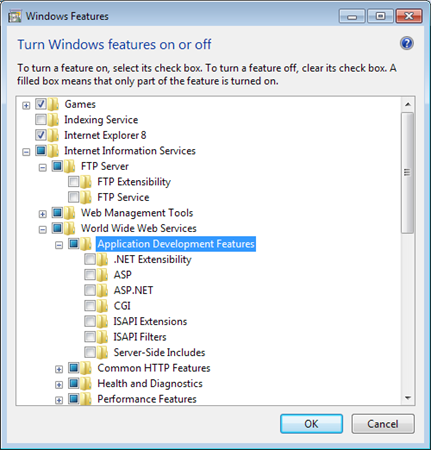 Windows Features
Turn Windows features on or off
To turn a feature on, select its check box. To turn a feature off, clear its check box. A
filled box means that only part of the feature is turned on.
Games
Indexing Service
Internet Explorer 8
Internet Information Services
FTP Server
FTP Extensibility
FTP Service
Web Management Tools
World Wide Web Services
Application Development Features
.NET Extensibility
ASP
ASP.NET
CGI
ISAPI Extensions
ISAPI Filters
Server-Side Includes
Common HTTP Features
Health and Diagnostics
Performance Features
OK
Cancel